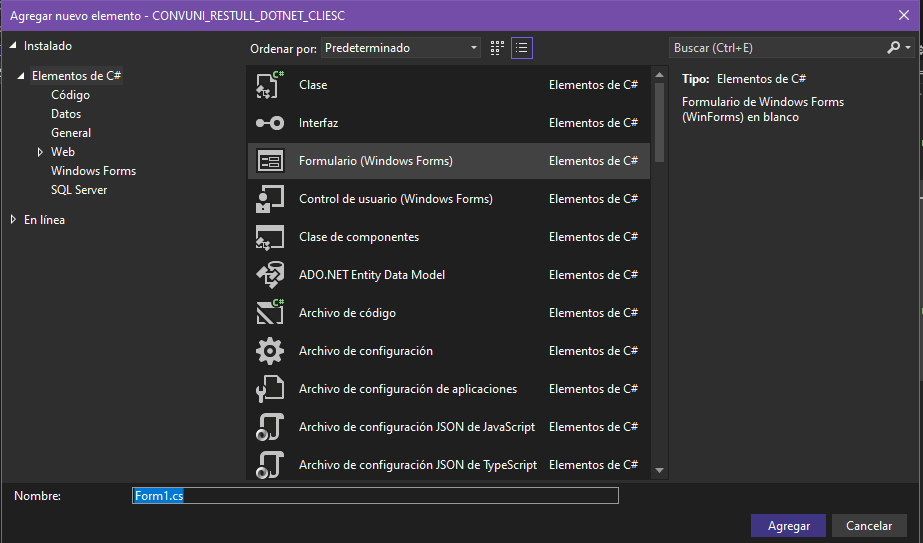 Agregar nuevo elemento - CONVUNI_RESTULL_DOTNET_CLIESC
Instalado
Elementos de C#
Código
Datos
General
Web
Windows Forms
SQL Server
En línea
Ordenar por: Predeterminado
Clase Elementos de C#
Interfaz Elementos de C#
Formulario (Windows Forms) Elementos de C#
Control de usuario (Windows Forms) Elementos de C#
Clase de componentes Elementos de C#
ADO.NET Entity Data Model Elementos de C#
Archivo de código Elementos de C#
Archivo de configuración Elementos de C#
Archivo de configuración de aplicaciones Elementos de C#
Archivo de configuración JSON de JavaScript Elementos de C#
Archivo de configuración JSON de TypeScript Elementos de C#
Buscar (Ctrl+E)
Tipo: Elementos de C#
Formulario de Windows Forms
(WinForms) en blanco
Nombre: Form1.cs
Agregar Cancelar